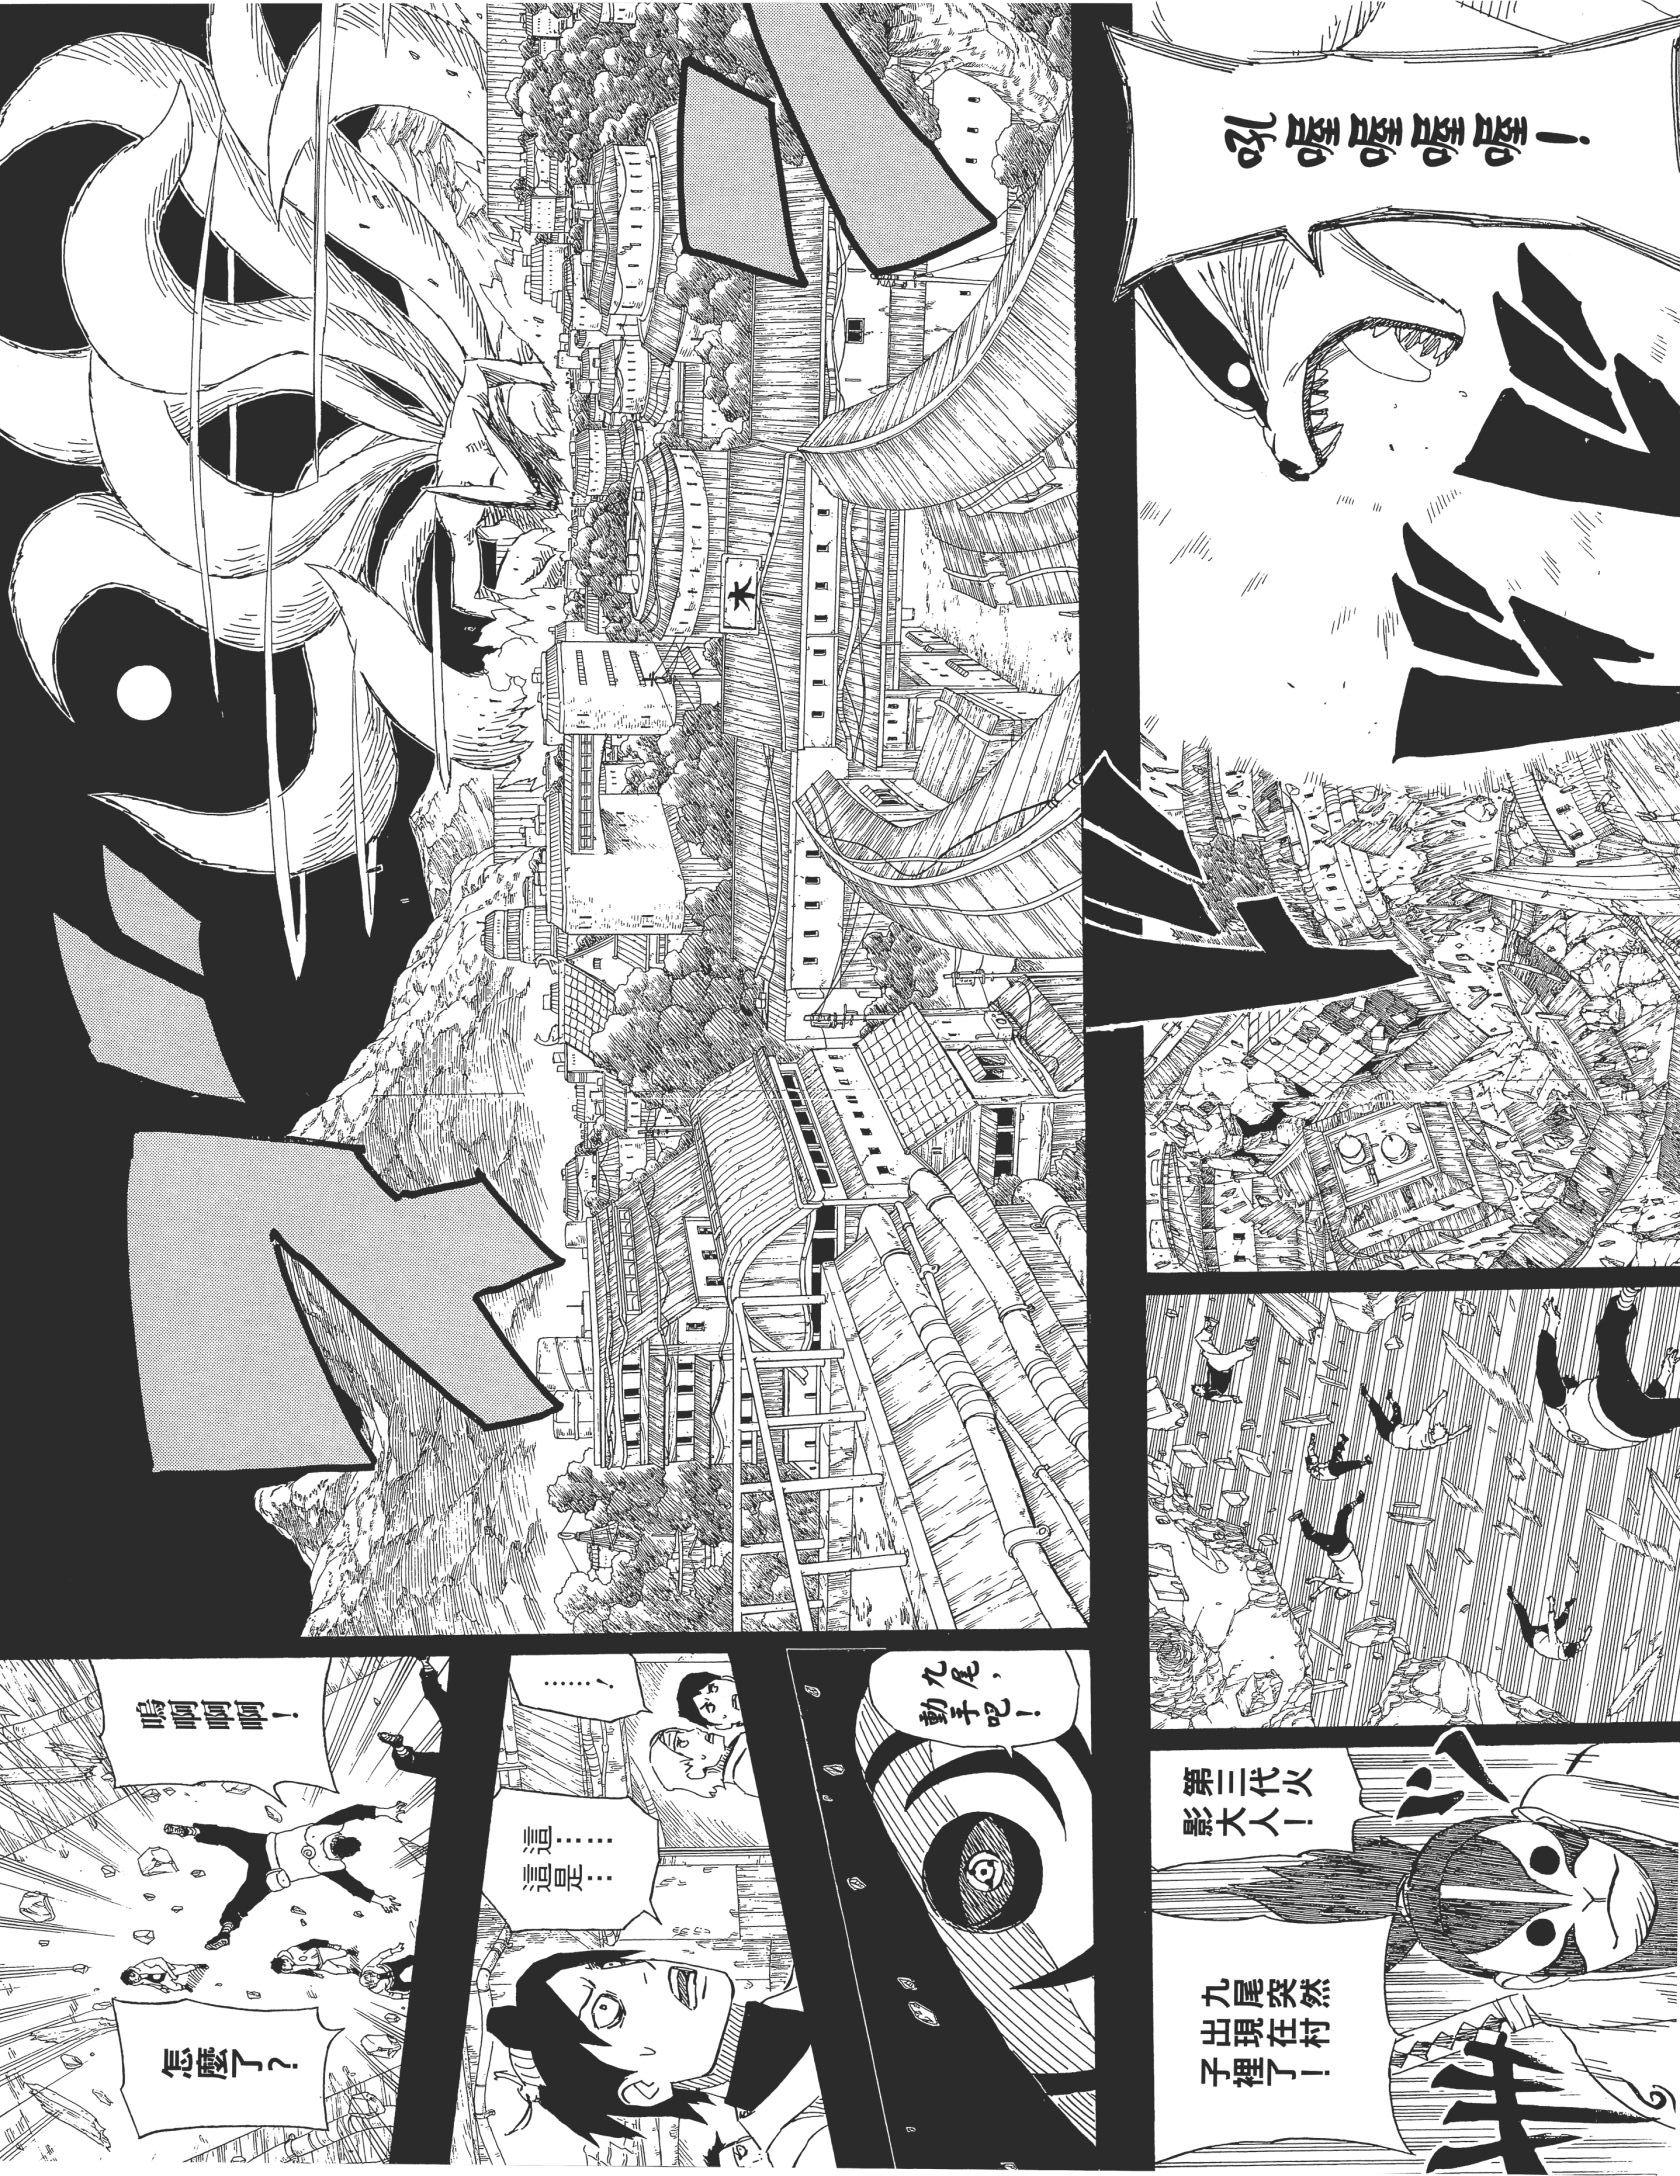 木
嗚啊啊啊！
怎麼了？
……！
這……
這是…
九尾，
動手吧！
吼喔喔喔喔！
第三代火
影大人！
九尾突然
出現在村
子裡了！